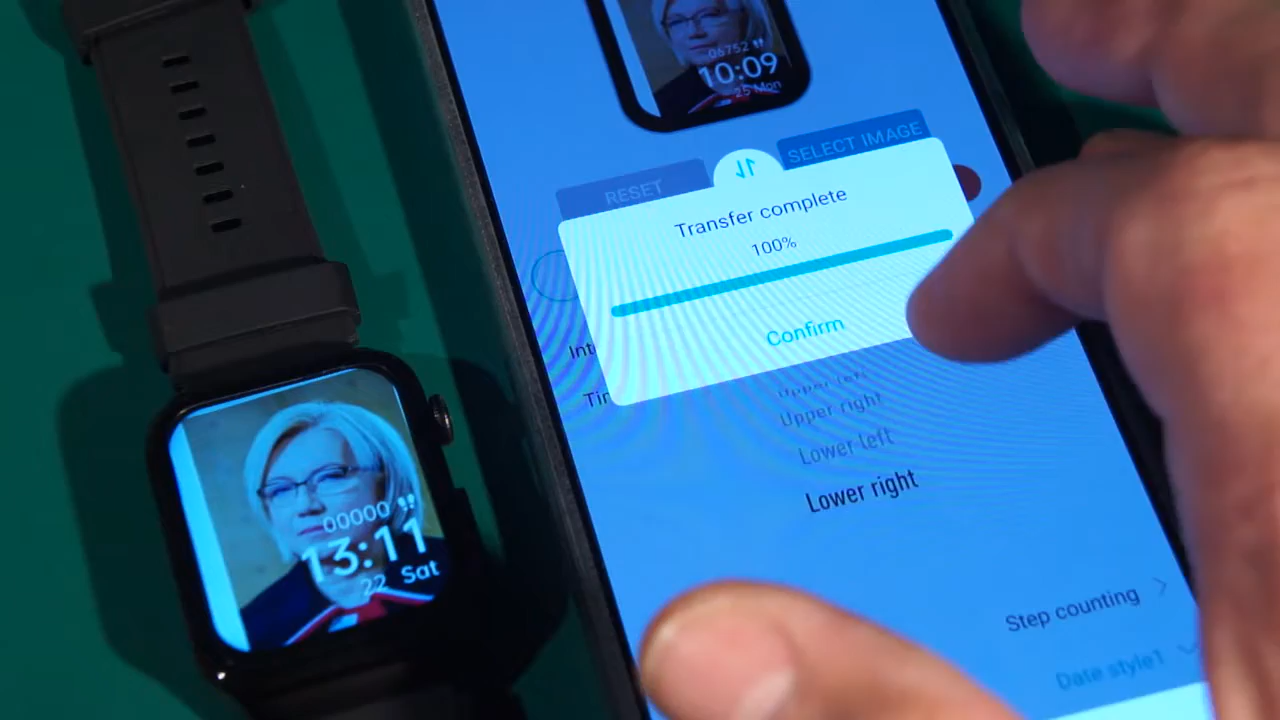 06752
10:09
25 Mon
RESET
SELECT IMAGE
Transfer complete
100%
Confirm
Upper left
Upper right
Lower left
Lower right
Step counting
Date style1
00000
13:11
22 Sat